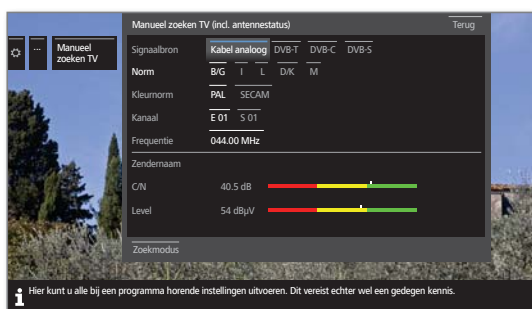 Manueel zoeken TV (incl. antennestatus) Terug
... Manueel zoeken TV
Signaalbron Kabel analoog DVB-T DVB-C DVB-S
Norm B/G I L D/K M
Kleurnorm PAL SECAM
Kanaal E 01 S 01
Frequentie 044.00 MHz
Zendernaam
C/N 40.5 dB
Level 54 dBµV
Zoekmodus
Hier kunt u alle bij een programma horende instellingen uitvoeren. Dit vereist echter wel een gedegen kennis.